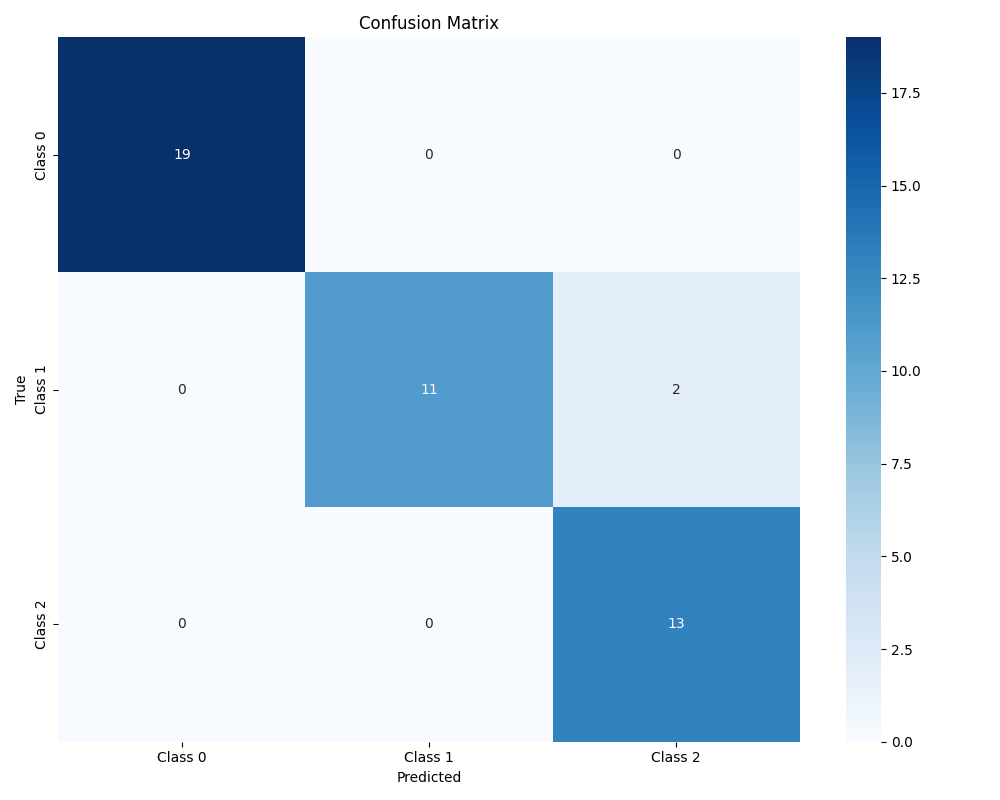 Confusion Matrix
True
Class 0
19 0 0
Class 1
0 11 2
Class 2
0 0 13
Class 0 Class 1 Class 2
Predicted
17.5
15.0
12.5
10.0
7.5
5.0
2.5
0.0